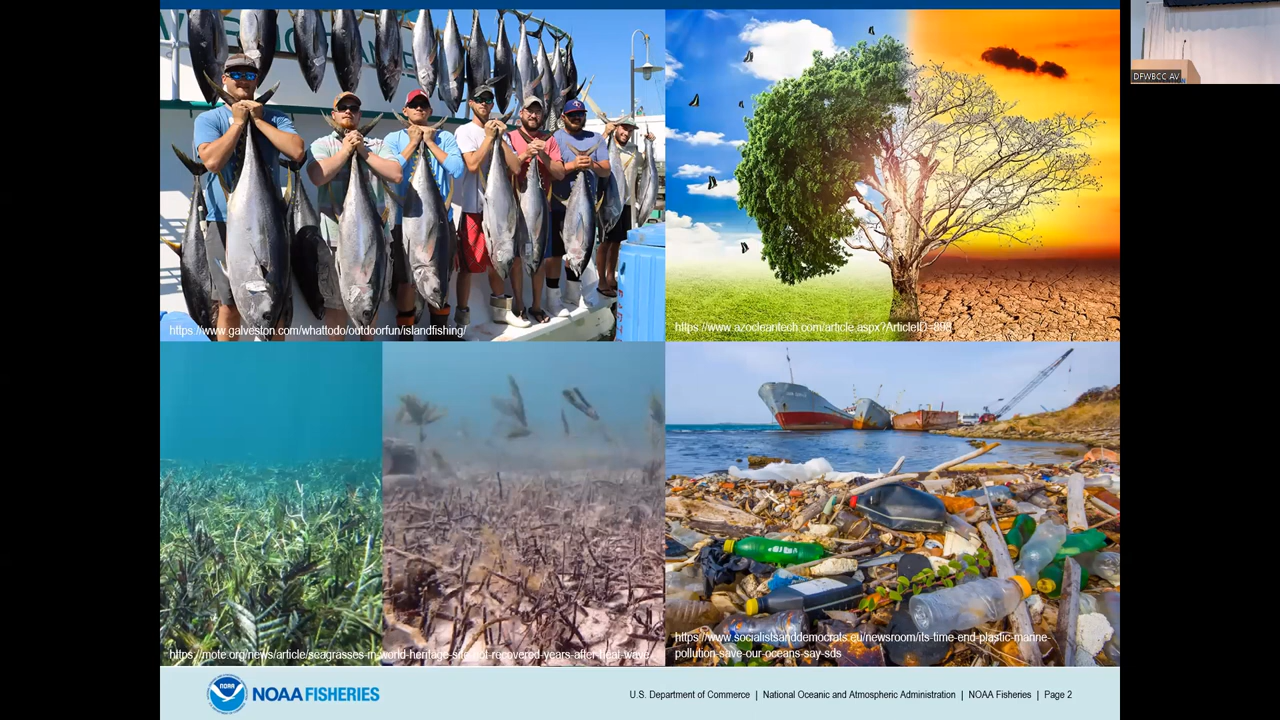 DFWBCC AV
https://www.galveston.com/whattodo/outdoorfun/islandfishing/
https://www.azocleantech.com/article.aspx?ArticleID=898
https://mote.org/news/article/seagrasses-in-world-heritage-site-not-recovered-years-after-heat-wave
https://www.socialistsanddemocrats.eu/newsroom/its-time-end-plastic-marine-
pollution-save-our-oceans-say-sds
NOAA
NOAA FISHERIES
U.S. Department of Commerce | National Oceanic and Atmospheric Administration | NOAA Fisheries | Page 2